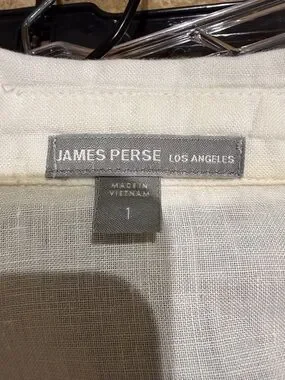 JAMES PERSE LOS ANGELES
MADE IN
VIETNAM
1